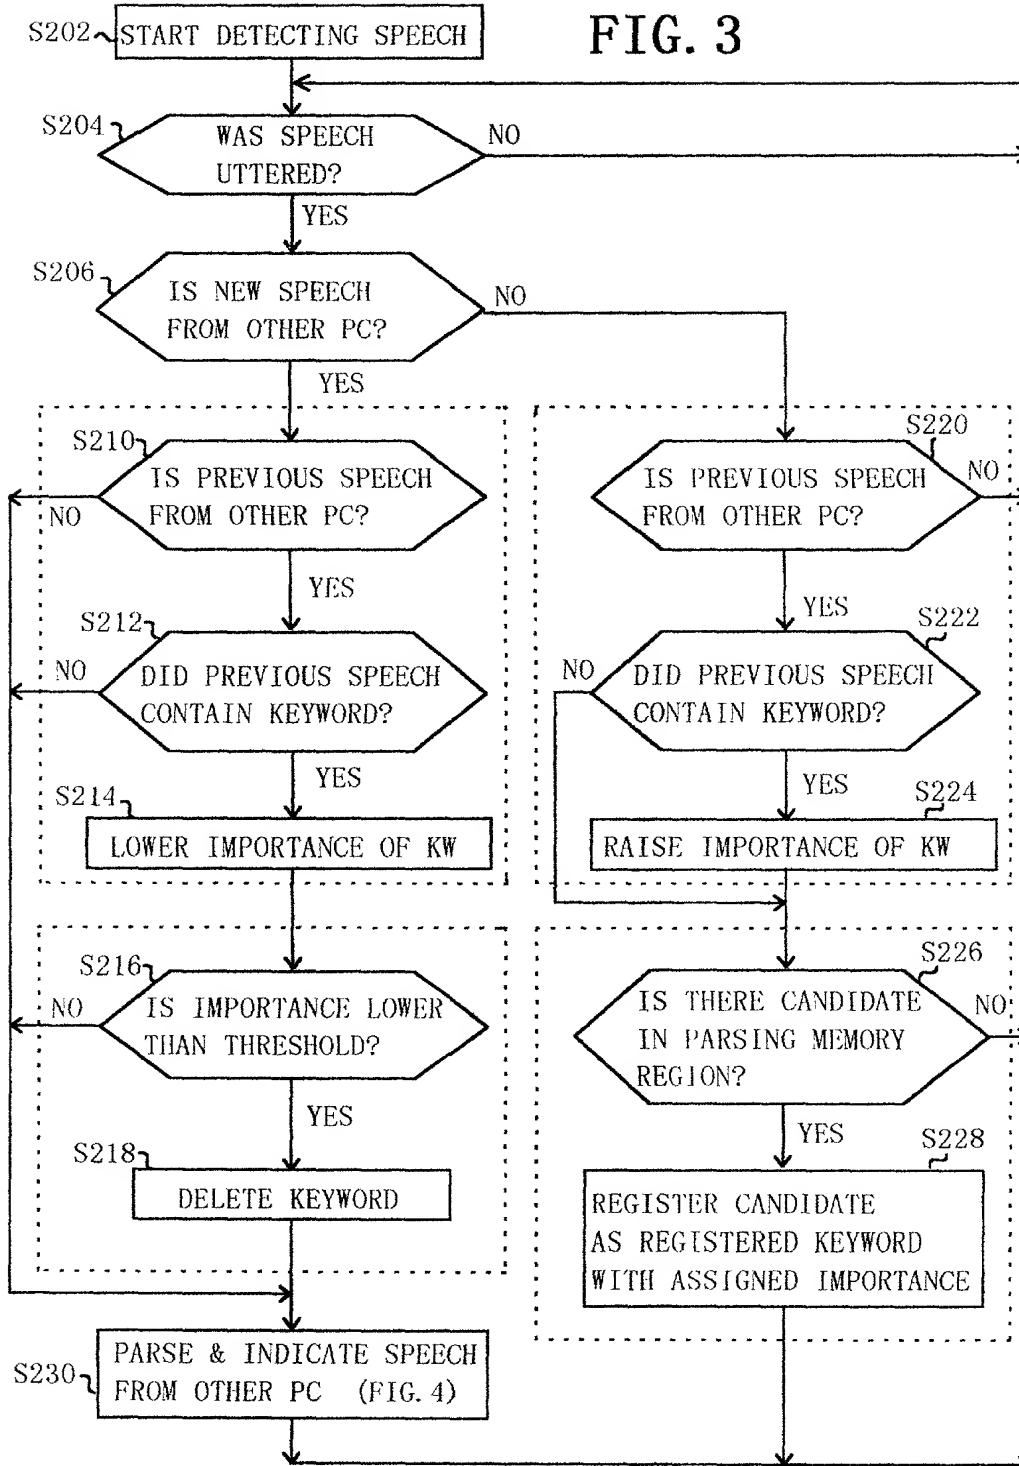 FIG. 3
S202
START DETECTING SPEECH
S204
WAS SPEECH
UTTERED?
NO
YES
S206
IS NEW SPEECH
FROM OTHER PC?
NO
YES
S210
IS PREVIOUS SPEECH
FROM OTHER PC?
NO
YES
S212
DID PREVIOUS SPEECH
CONTAIN KEYWORD?
NO
YES
S214
LOWER IMPORTANCE OF KW
S216
IS IMPORTANCE LOWER
THAN THRESHOLD?
NO
YES
S218
DELETE KEYWORD
S220
IS PREVIOUS SPEECH
FROM OTHER PC?
NO
YES
S222
DID PREVIOUS SPEECH
CONTAIN KEYWORD?
NO
YES
S224
RAISE IMPORTANCE OF KW
S226
IS THERE CANDIDATE
IN PARSING MEMORY
REGION?
NO
YES
S228
REGISTER CANDIDATE
AS REGISTERED KEYWORD
WITH ASSIGNED IMPORTANCE
S230
PARSE & INDICATE SPEECH
FROM OTHER PC (FIG. 4)